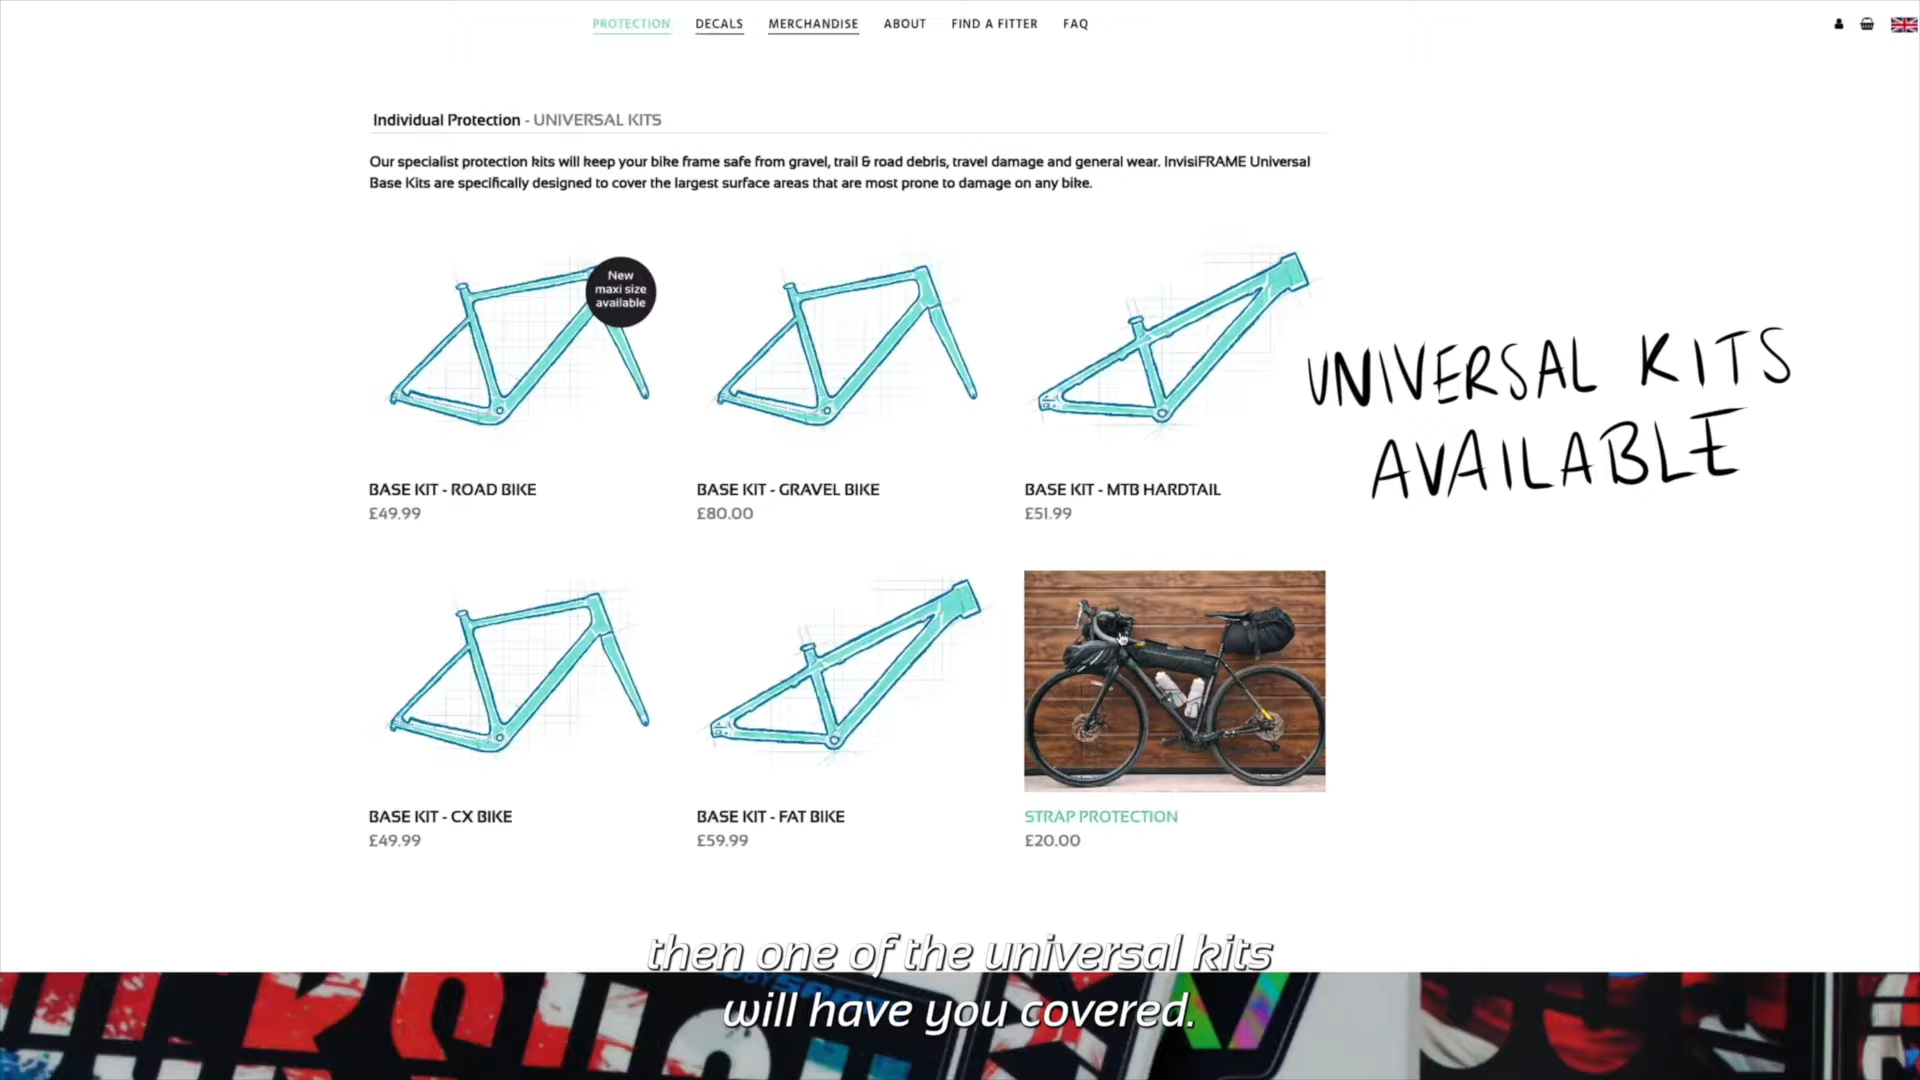 PROTECTION DECALS MERCHANDISE ABOUT FIND A FITTER FAQ
Individual Protection - UNIVERSAL KITS
Our specialist protection kits will keep your bike frame safe from gravel, trail & road debris, travel damage and general wear. InvisiFRAME Universal
Base Kits are specifically designed to cover the largest surface areas that are most prone to damage on any bike.
New
maxi size
available
UNIVERSAL KITS
AVAILABLE
BASE KIT - ROAD BIKE
£49.99
BASE KIT - GRAVEL BIKE
£80.00
BASE KIT - MTB HARDTAIL
£51.99
BASE KIT - CX BIKE
£49.99
BASE KIT - FAT BIKE
£59.99
STRAP PROTECTION
£20.00
then one of the universal kits
will have you covered.